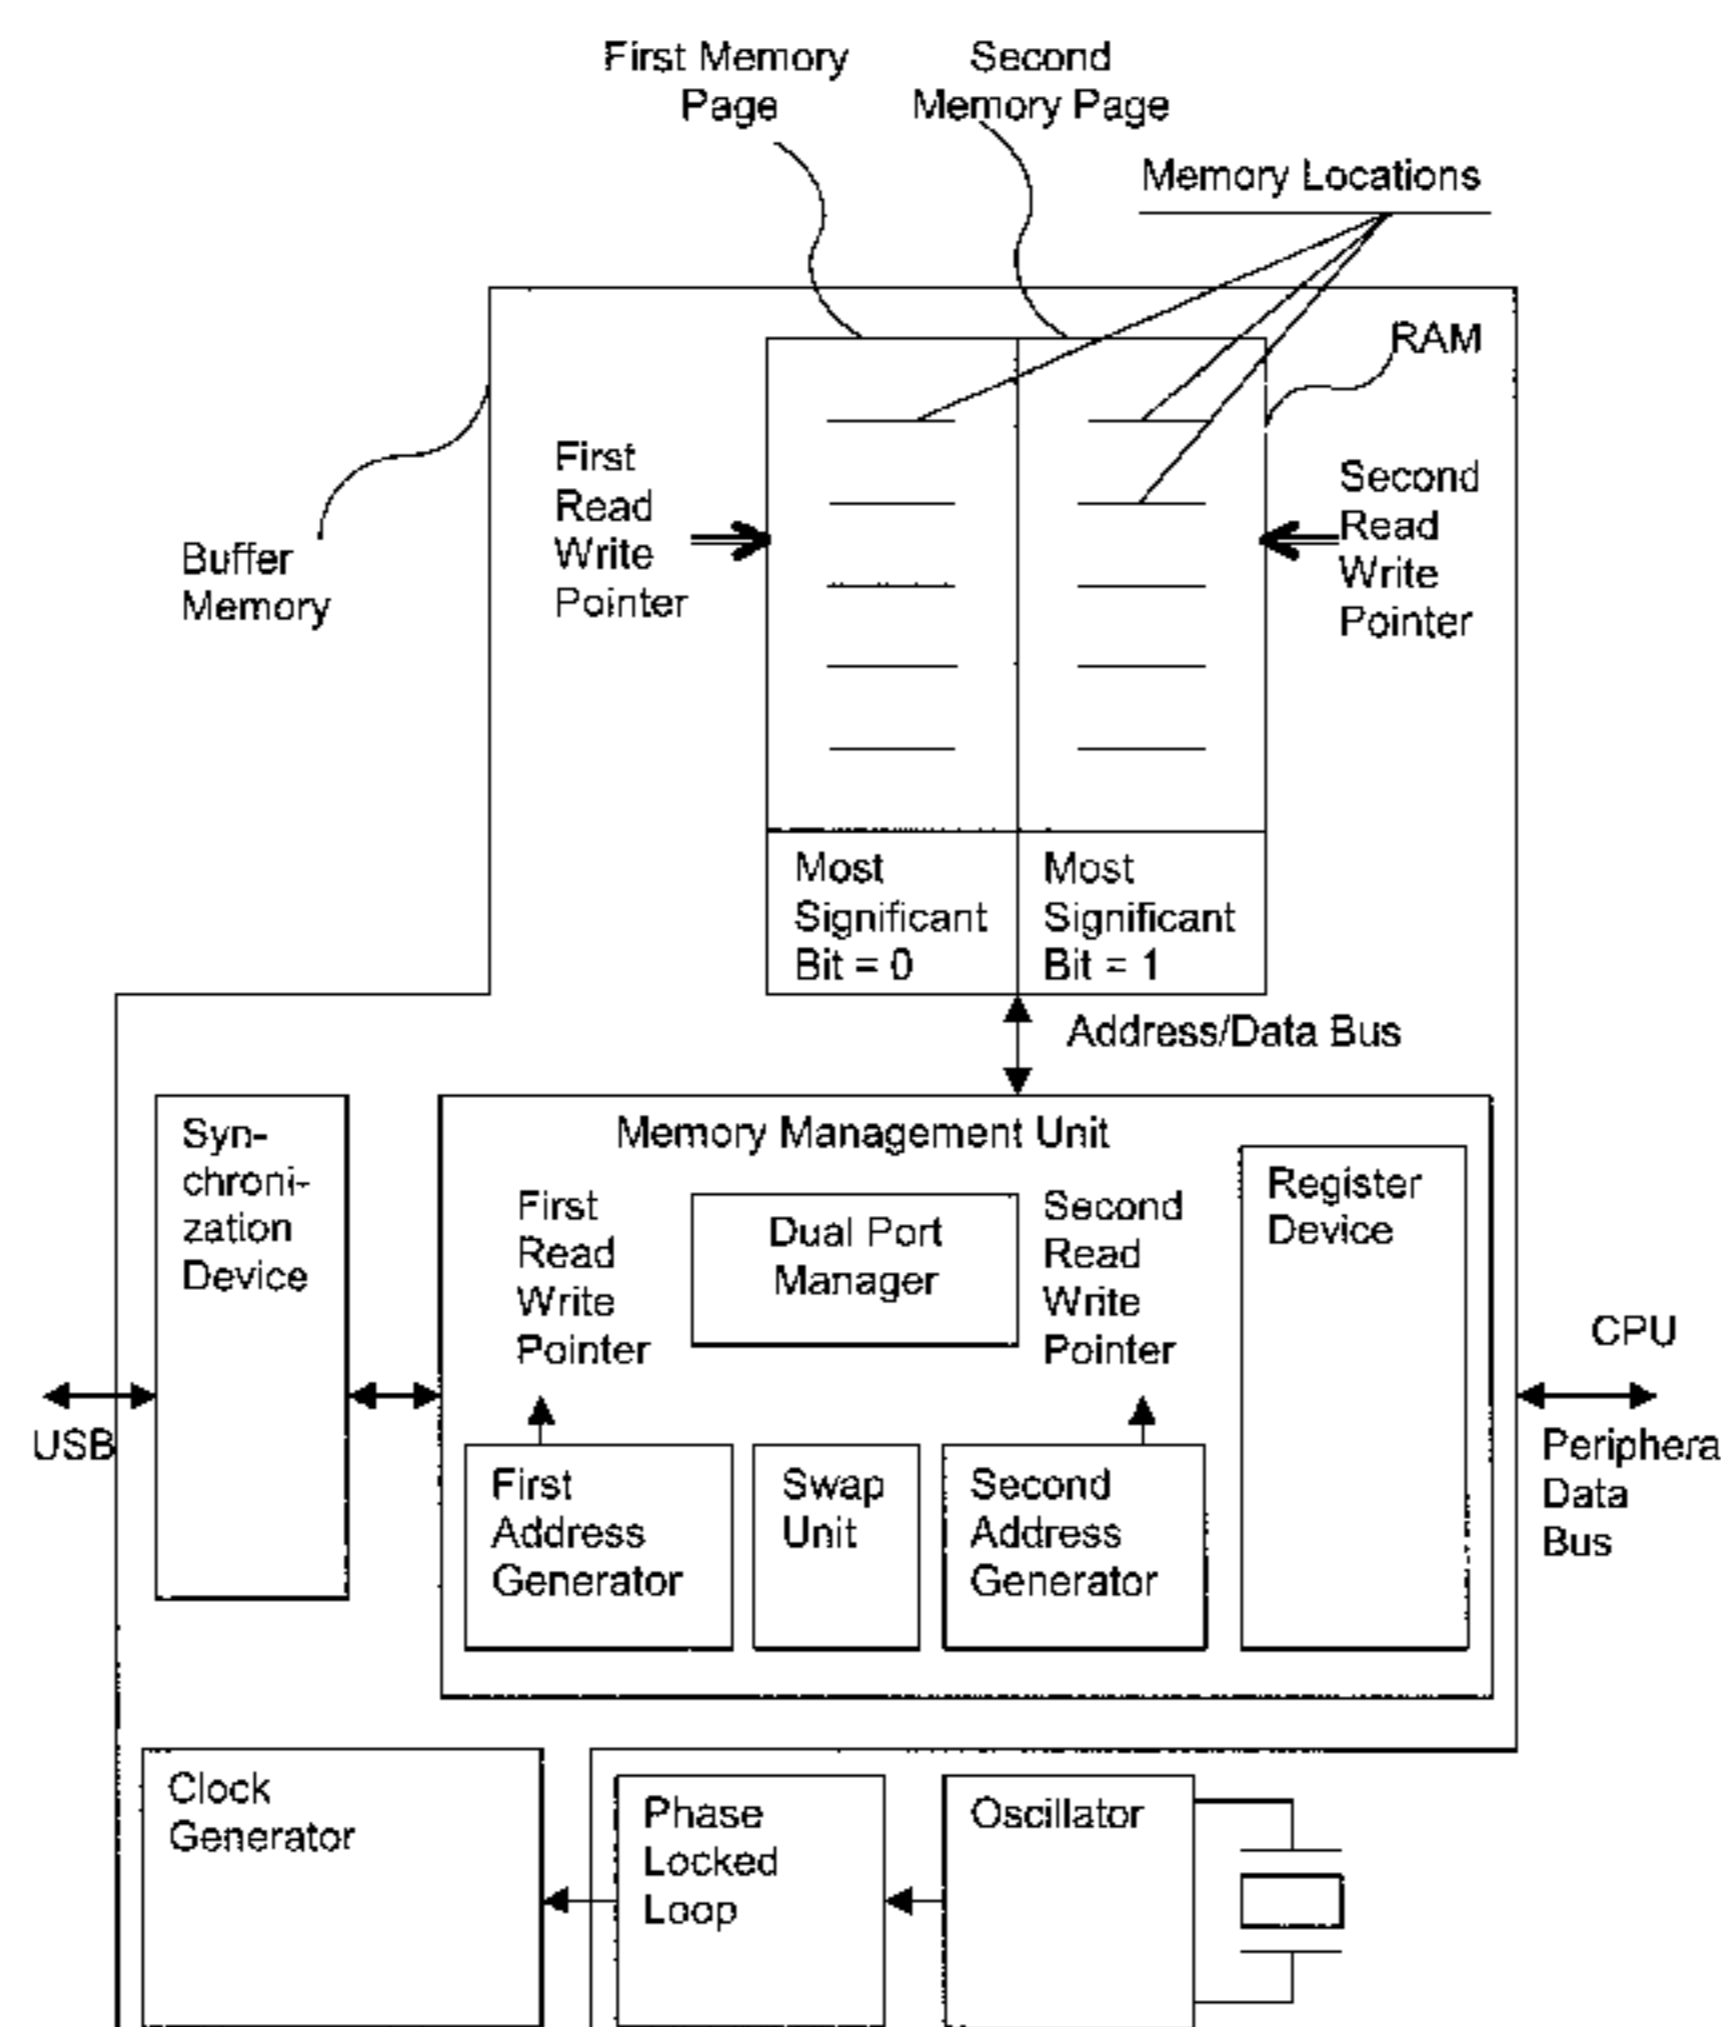 First Memory
Page
Second
Memory Page
Memory Locations
RAM
First
Read
Write
Pointer
Second
Read
Write
Pointer
Buffer
Memory
Most
Significant
Bit = 0
Most
Significant
Bit = 1
Address/Data Bus
Syn-
chroni-
zation
Device
Memory Management Unit
First
Read
Write
Pointer
Dual Port
Manager
Second
Read
Write
Pointer
Register
Device
CPU
USB
Periphera
Data
Bus
First
Address
Generator
Swap
Unit
Second
Address
Generator
Clock
Generator
Phase
Locked
Loop
Oscillator